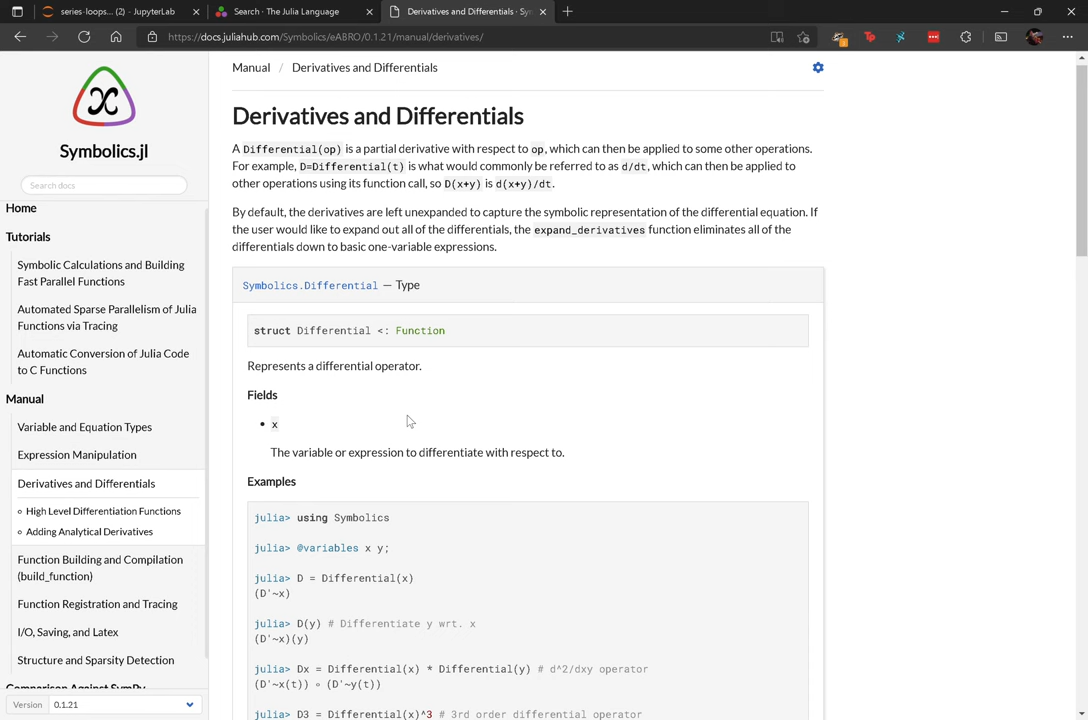 series-loops... (2) - JupyterLab
Search · The Julia Language
Derivatives and Differentials · Sy
https://docs.juliahub.com/Symbolics/eABRO/0.1.21/manual/derivatives/
Symbolics.jl
Search docs
Home
Tutorials
Symbolic Calculations and Building
Fast Parallel Functions
Automated Sparse Parallelism of Julia
Functions via Tracing
Automatic Conversion of Julia Code
to C Functions
Manual
Variable and Equation Types
Expression Manipulation
Derivatives and Differentials
High Level Differentiation Functions
Adding Analytical Derivatives
Function Building and Compilation
(build_function)
Function Registration and Tracing
I/O, Saving, and Latex
Structure and Sparsity Detection
Comparison Against SymPy
Version 0.1.21
Manual / Derivatives and Differentials
Derivatives and Differentials
A Differential(op) is a partial derivative with respect to op, which can then be applied to some other operations.
For example, D=Differential(t) is what would commonly be referred to as d/dt, which can then be applied to
other operations using its function call, so D(x+y) is d(x+y)/dt.
By default, the derivatives are left unexpanded to capture the symbolic representation of the differential equation. If
the user would like to expand out all of the differentials, the expand_derivatives function eliminates all of the
differentials down to basic one-variable expressions.
Symbolics.Differential — Type
struct Differential <: Function
Represents a differential operator.
Fields
• x
The variable or expression to differentiate with respect to.
Examples
julia> using Symbolics
julia> @variables x y;
julia> D = Differential(x)
(D'~x)
julia> D(y) # Differentiate y wrt. x
(D'~x)(y)
julia> Dx = Differential(x) * Differential(y) # d^2/dxy operator
(D'~x(t)) ∘ (D'~y(t))
julia> D3 = Differential(x)^3 # 3rd order differential operator